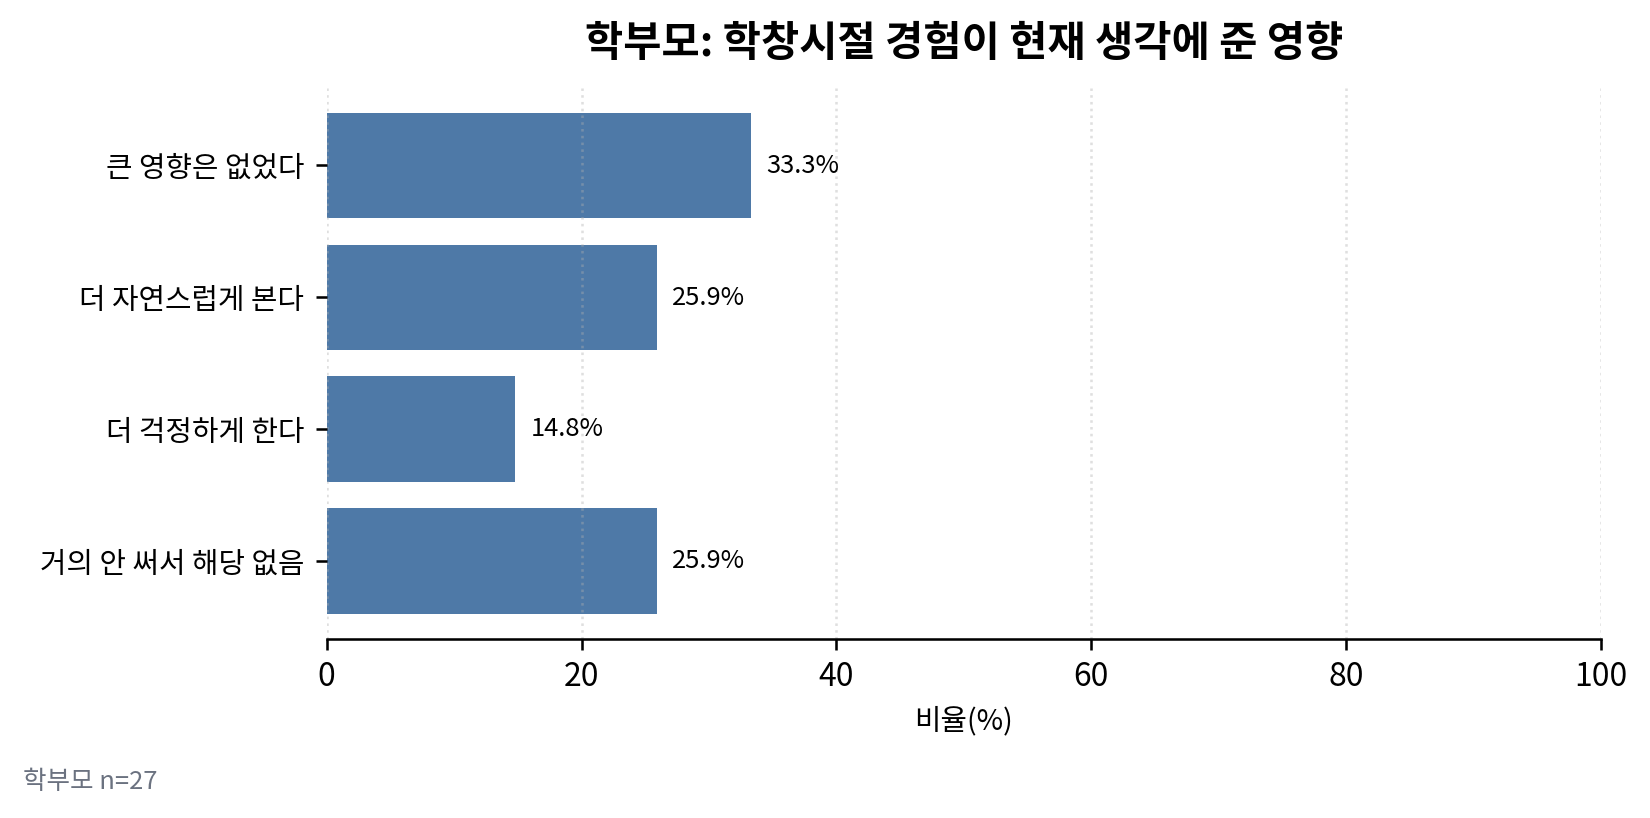 학부모: 학창시절 경험이 현재 생각에 준 영향
큰 영향은 없었다
33.3%
더 자연스럽게 본다
25.9%
더 걱정하게 한다
14.8%
거의 안 써서 해당 없음
25.9%
0 20 40 60 80 100
비율(%)
학부모 n=27